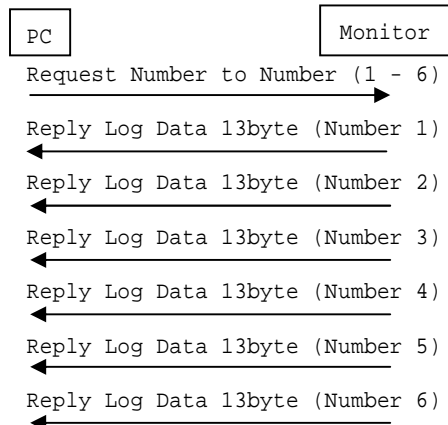 PC
Monitor
Request Number to Number (1 - 6)
Reply Log Data 13byte (Number 1)
Reply Log Data 13byte (Number 2)
Reply Log Data 13byte (Number 3)
Reply Log Data 13byte (Number 4)
Reply Log Data 13byte (Number 5)
Reply Log Data 13byte (Number 6)